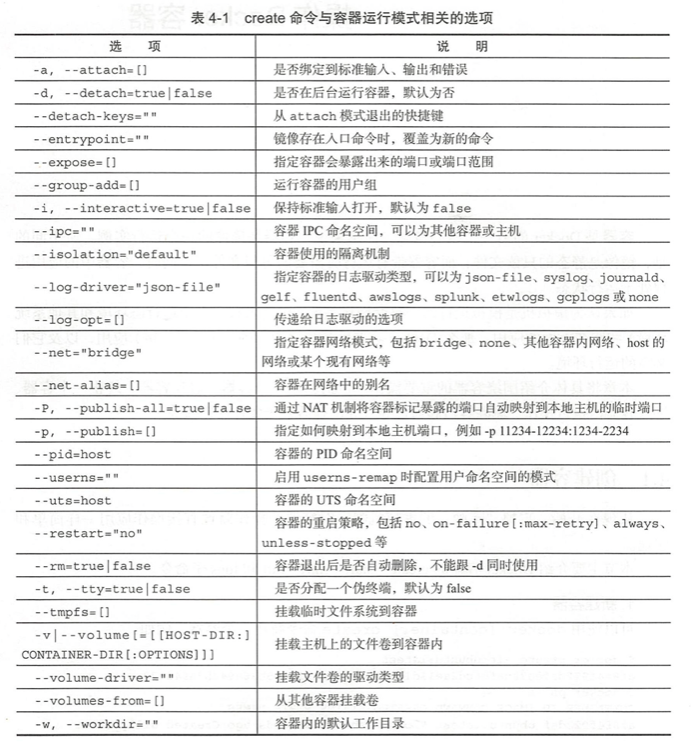 表 4-1 create 命令与容器运行模式相关的选项
选 项 说 明
-a, --attach=[] 是否绑定到标准输入、输出和错误
-d, --detach=true|false 是否在后台运行容器，默认为否
--detach-keys="" 从 attach 模式退出的快捷键
--entrypoint="" 镜像存在入口命令时，覆盖为新的命令
--expose=[] 指定容器会暴露出来的端口或端口范围
--group-add=[] 运行容器的用户组
-i, --interactive=true|false 保持标准输入打开，默认为 false
--ipc="" 容器 IPC 命名空间，可以为其他容器或主机
--isolation="default" 容器使用的隔离机制
--log-driver="json-file" 指定容器的日志驱动类型，可以为 json-file、syslog、journald、
gelf、fluentd、awslogs、splunk、etwlogs、gcplogs 或 none
--log-opt=[] 传递给日志驱动的选项
--net="bridge" 指定容器网络模式，包括 bridge、none、其他容器内网络、host 的
网络或某个现有网络等
--net-alias=[] 容器在网络中的别名
-P, --publish-all=true|false 通过 NAT 机制将容器标记暴露的端口自动映射到本地主机的临时端口
-p, --publish=[] 指定如何映射到本地主机端口，例如 -p 11234-12234:1234-2234
--pid=host 容器的 PID 命名空间
--userns="" 启用 userns-remap 时配置用户命名空间的模式
--uts=host 容器的 UTS 命名空间
--restart="no" 容器的重启策略，包括 no、on-failure[:max-retry]、always、
unless-stopped 等
--rm=true|false 容器退出后是否自动删除，不能跟 -d 同时使用
-t, --tty=true|false 是否分配一个伪终端，默认为 false
--tmpfs=[] 挂载临时文件系统到容器
-v|--volume[=[[HOST-DIR:]
CONTAINER-DIR[:OPTIONS]]] 挂载主机上的文件卷到容器内
--volume-driver="" 挂载文件卷的驱动类型
--volumes-from=[] 从其他容器挂载卷
-w, --workdir="" 容器内的默认工作目录